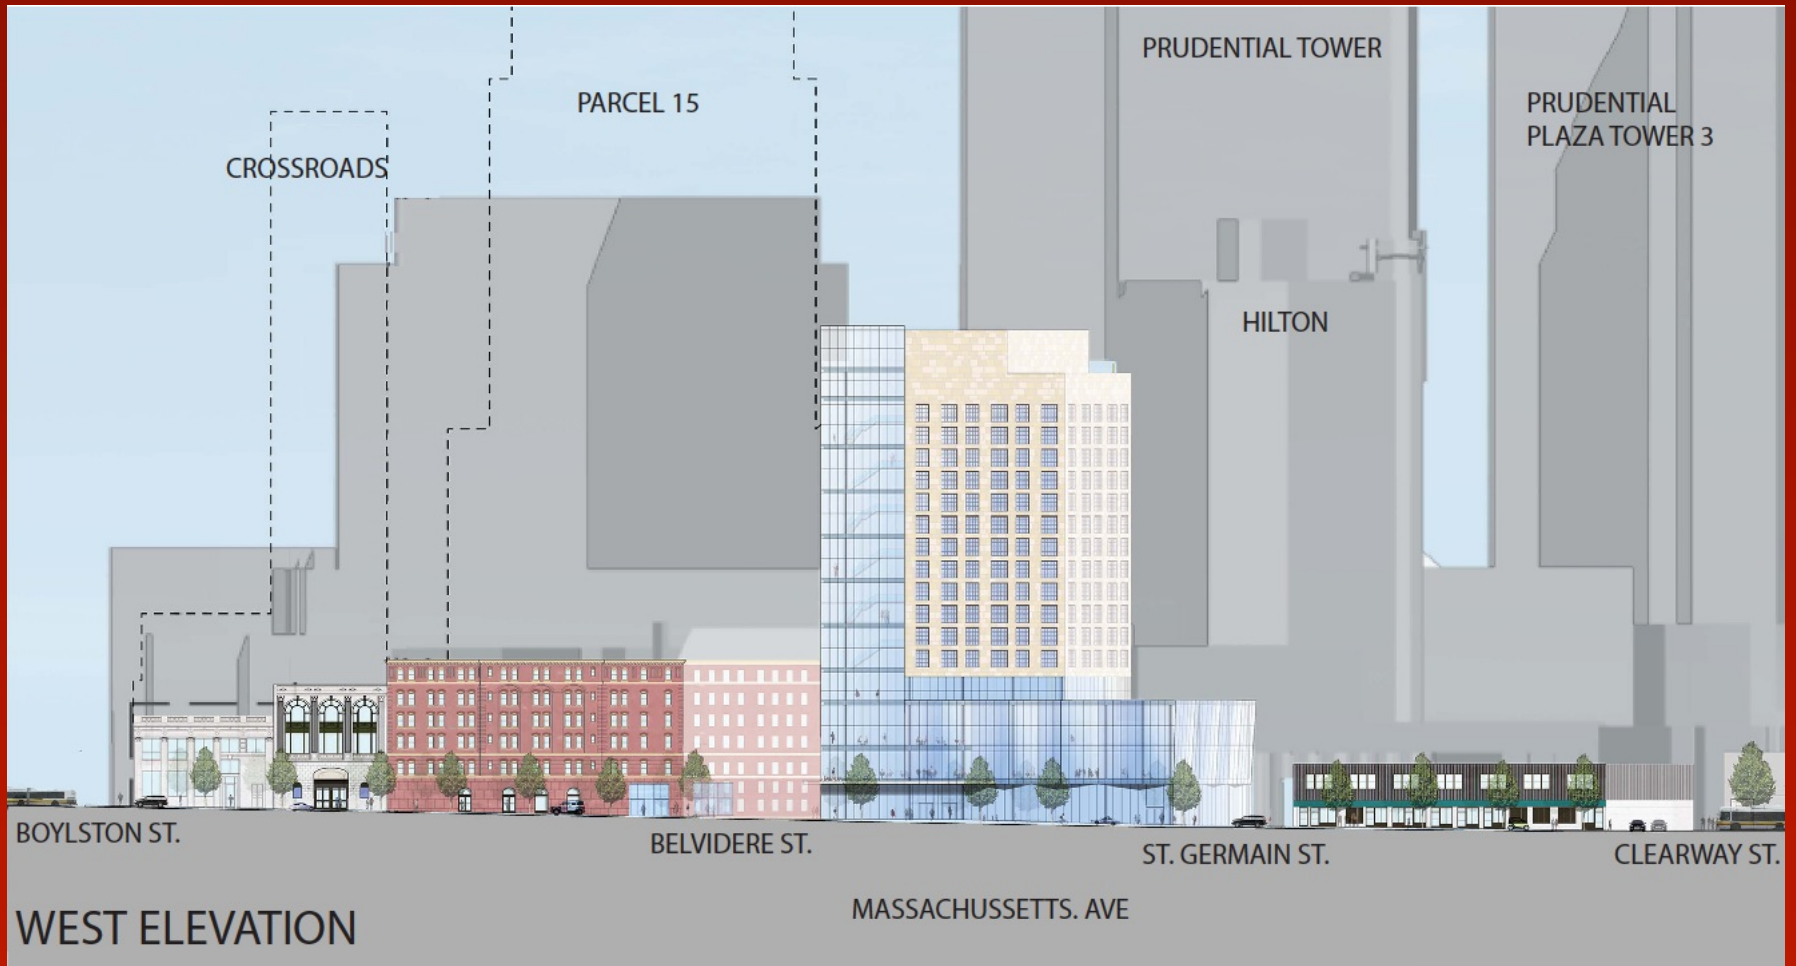 PRUDENTIAL TOWER
PARCEL 15
PRUDENTIAL
PLAZA TOWER 3
CROSSROADS
HILTON
BOYLSTON ST.
BELVIDERE ST.
ST. GERMAIN ST.
CLEARWAY ST.
MASSACHUSSETTS. AVE
WEST ELEVATION